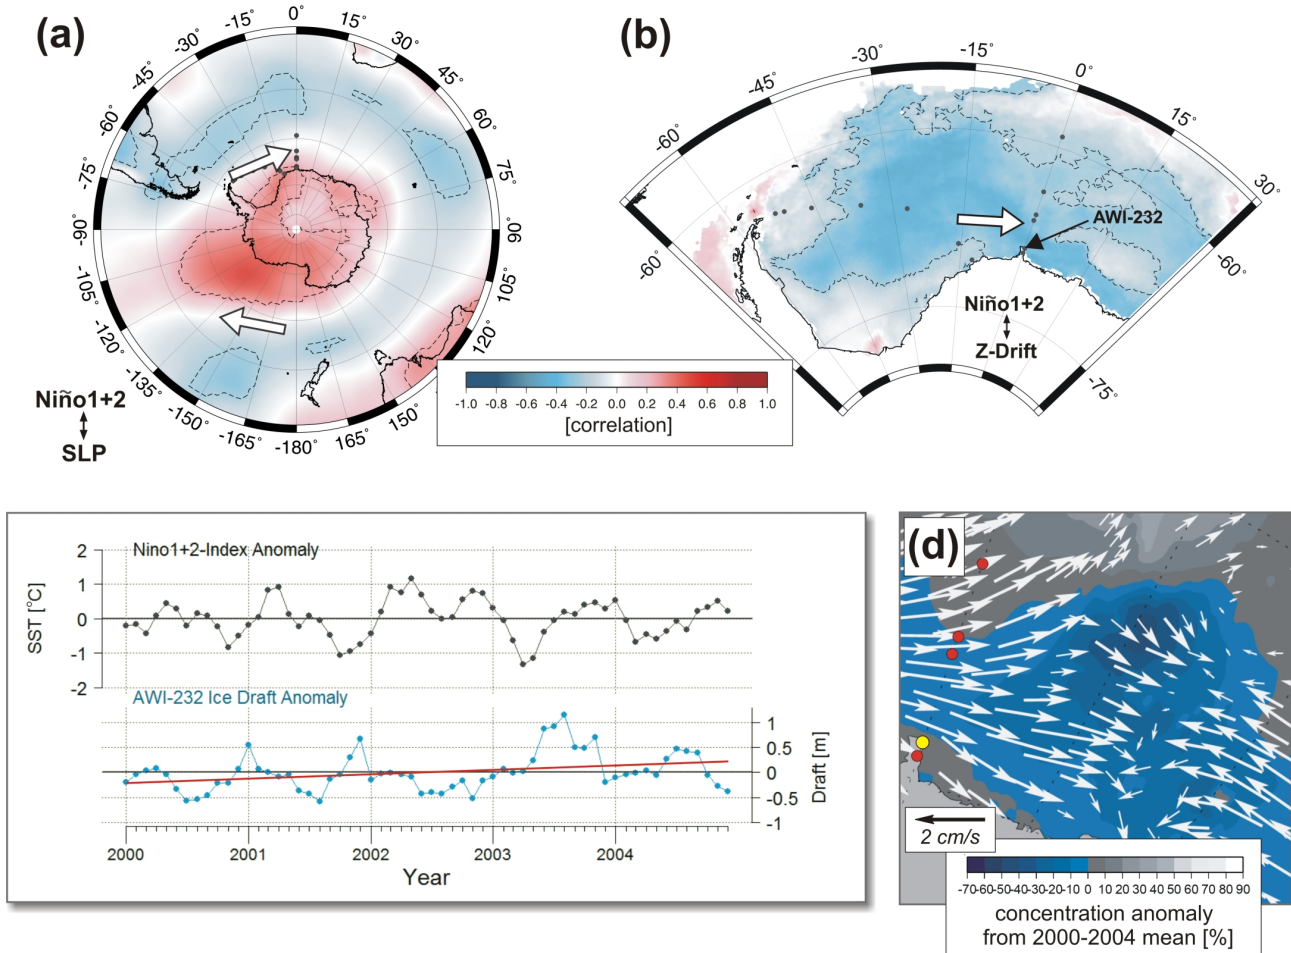 (a)
0°
15°
30°
45°
60°
75°
90°
105°
120°
150°
165°
-180°
-165°
-150°
-135°
-120°
-105°
-90°
-75°
-60°
-45°
-30°
-15°
Niño1+2
SLP
(b)
-60°
-45°
-30°
-15°
0°
15°
30°
-60°
-60°
-75°
AWI-232
Niño1+2
Z-Drift
-1.0 -0.8 -0.6 -0.4 -0.2 0.0 0.2 0.4 0.6 0.8 1.0
[correlation]
Nino1+2-Index Anomaly
SST [°C]
2
1
0
-1
-2
AWI-232 Ice Draft Anomaly
1
0.5
0
-0.5
-1
Draft [m]
2000 2001 2002 2003 2004
Year
(d)
2 cm/s
-70-60-50-40-30-20-10 0 10 20 30 40 50 60 70 80 90
concentration anomaly
from 2000-2004 mean [%]